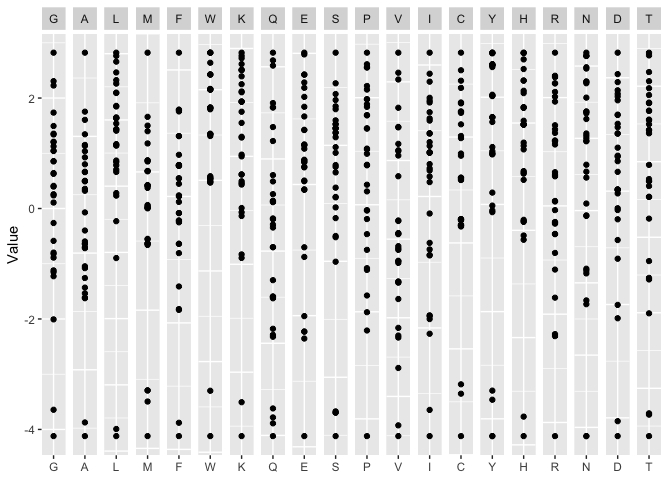 G A L M F W K Q E S P V I C Y H R N D T
2
0
Value
-2
-4
G A L M F W K Q E S P V I C Y H R N D T